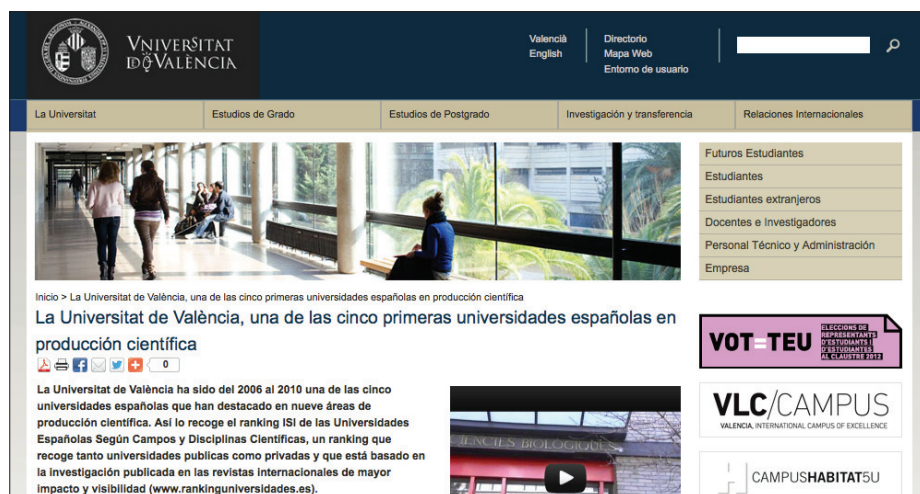 VNIVERSITAT
DǾVALÈNCIA
Valencià
English
Directorio
Mapa Web
Entorno de usuario
La Universitat
Estudios de Grado
Estudios de Postgrado
Investigación y transferencia
Relaciones Internacionales
Futuros Estudiantes
Estudiantes
Estudiantes extranjeros
Docentes e Investigadores
Personal Técnico y Administración
Empresa
Inicio > La Universitat de València, una de las cinco primeras universidades españolas en producción científica
La Universitat de València, una de las cinco primeras universidades españolas en
producción científica
0
La Universitat de València ha sido del 2006 al 2010 una de las cinco
universidades españolas que han destacado en nueve áreas de
producción científica. Así lo recoge el ranking ISI de las Universidades
Españolas Según Campos y Disciplinas Científicas, un ranking que
recoge tanto universidades publicas como privadas y que está basado en
la investigación publicada en las revistas internacionales de mayor
impacto y visibilidad (www.rankinguniversidades.es).
CIÈNCIES BIOLÒGIQUES
VOT=TEU
ELECCIONS DE
REPRESENTANTS
D'ESTUDIANTS I
D'ESTUDIANTES
AL CLAUSTRE 2012
VLC/CAMPUS
VALENCIA, INTERNATIONAL CAMPUS OF EXCELLENCE
CAMPUSHABITAT5U